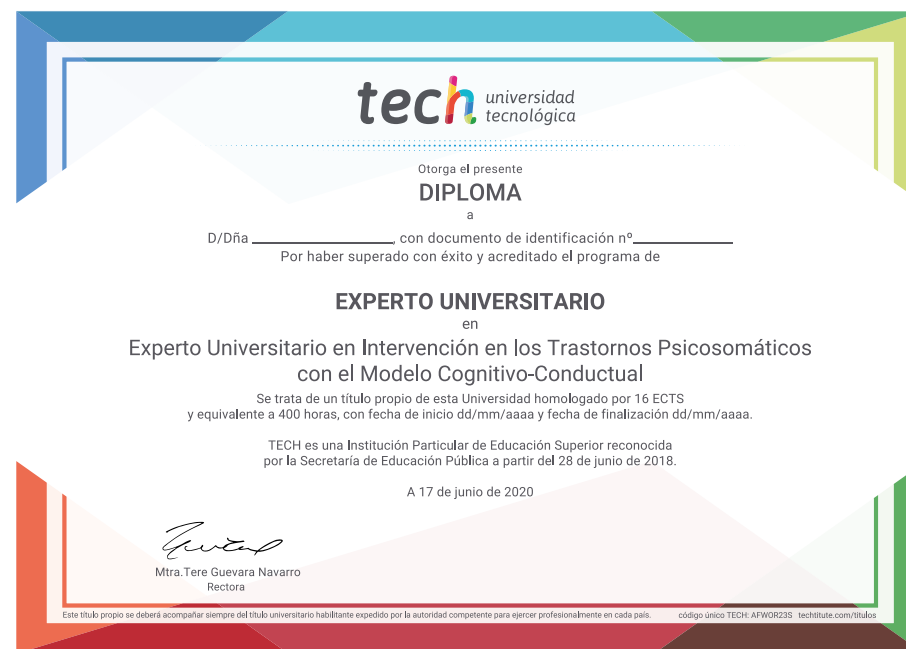 tech universidad
tecnológica
Otorga el presente
DIPLOMA
a
D/Dña ____________________, con documento de identificación nº______________
Por haber superado con éxito y acreditado el programa de
EXPERTO UNIVERSITARIO
en
Experto Universitario en Intervención en los Trastornos Psicosomáticos
con el Modelo Cognitivo-Conductual
Se trata de un título propio de esta Universidad homologado por 16 ECTS
y equivalente a 400 horas, con fecha de inicio dd/mm/aaaa y fecha de finalización dd/mm/aaaa.
TECH es una Institución Particular de Educación Superior reconocida
por la Secretaría de Educación Pública a partir del 28 de junio de 2018.
A 17 de junio de 2020
Mtra.Tere Guevara Navarro
Rectora
Este título propio se deberá acompañar siempre del título universitario habilitante expedido por la autoridad competente para ejercer profesionalmente en cada país. código único TECH: AFWOR23S techtitute.com/titulos